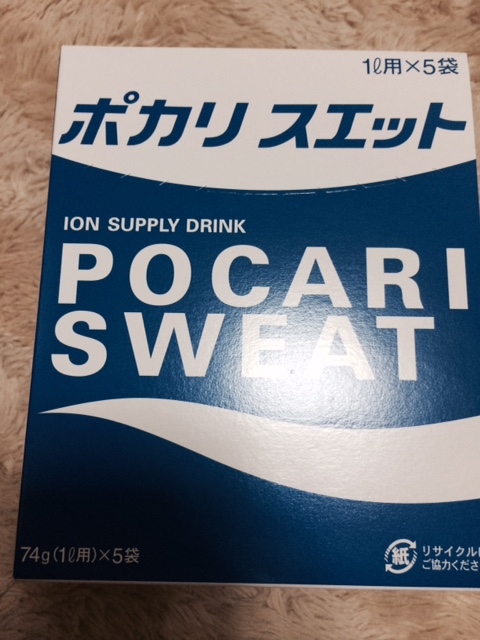 1ℓ用×5袋
ポカリスエット
ION SUPPLY DRINK
POCARI
SWEAT
74g(1ℓ用)×5袋
紙
リサイクル
ご協力くださ